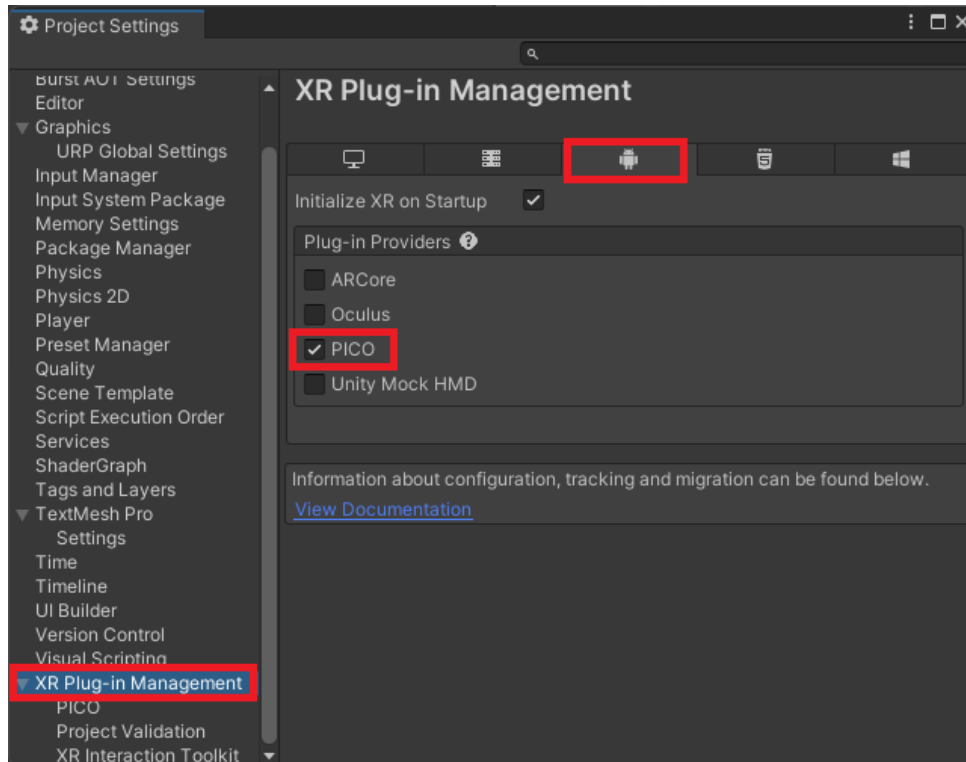 Project Settings
Burst AOT Settings
Editor
Graphics
URP Global Settings
Input Manager
Input System Package
Memory Settings
Package Manager
Physics
Physics 2D
Player
Preset Manager
Quality
Scene Template
Script Execution Order
Services
ShaderGraph
Tags and Layers
TextMesh Pro
Settings
Time
Timeline
UI Builder
Version Control
Visual Scripting
XR Plug-in Management
PICO
Project Validation
XR Interaction Toolkit
XR Plug-in Management
Initialize XR on Startup
Plug-in Providers
ARCore
Oculus
PICO
Unity Mock HMD
Information about configuration, tracking and migration can be found below.
View Documentation